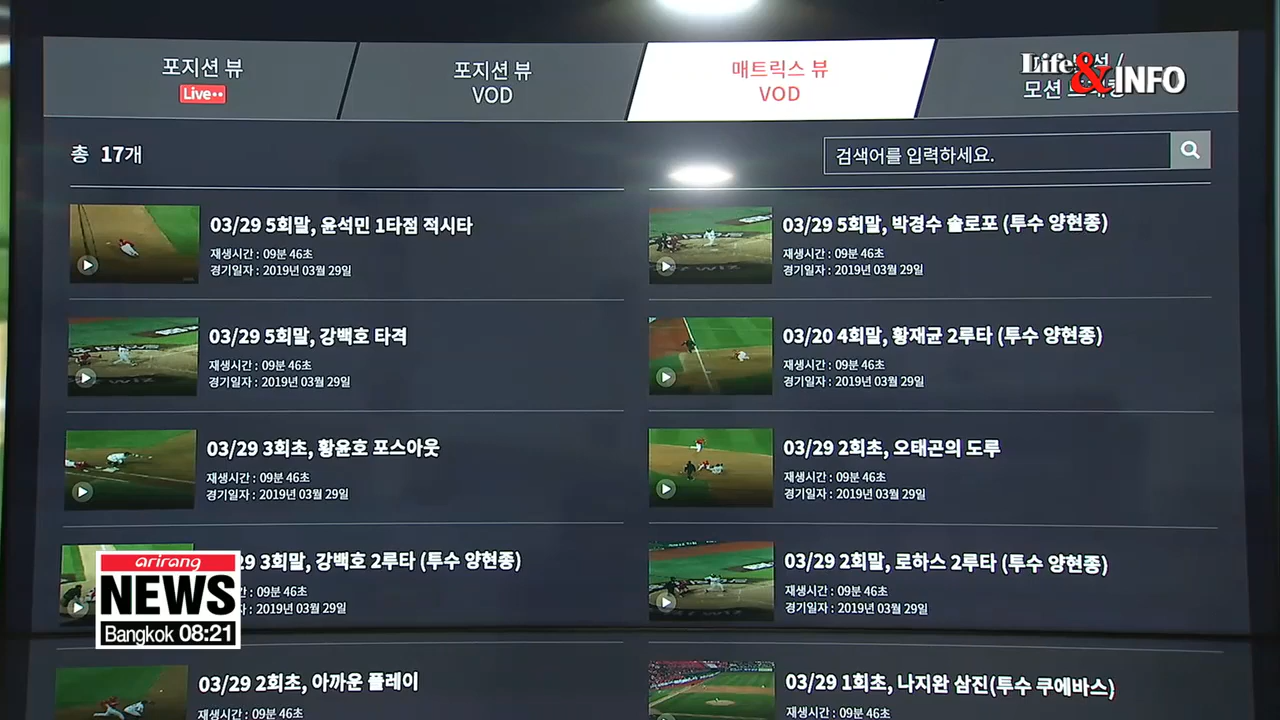 포지션 뷰
Live••
포지션 뷰
VOD
매트릭스 뷰
VOD
Life & INFO
모션
총 17개
검색어를 입력하세요.
03/29 5회말, 윤석민 1타점 적시타
재생시간 : 09분 46초
경기일자 : 2019년 03월 29일
03/29 5회말, 박경수 솔로포 (투수 양현종)
재생시간 : 09분 46초
경기일자 : 2019년 03월 29일
03/29 5회말, 강백호 타격
재생시간 : 09분 46초
경기일자 : 2019년 03월 29일
03/20 4회말, 황재균 2루타 (투수 양현종)
재생시간 : 09분 46초
경기일자 : 2019년 03월 29일
03/29 3회초, 황윤호 포스아웃
재생시간 : 09분 46초
경기일자 : 2019년 03월 29일
03/29 2회초, 오태곤의 도루
재생시간 : 09분 46초
경기일자 : 2019년 03월 29일
29 3회말, 강백호 2루타 (투수 양현종)
: 09분 46초
: 2019년 03월 29일
03/29 2회말, 로하스 2루타 (투수 양현종)
재생시간 : 09분 46초
경기일자 : 2019년 03월 29일
arirang
NEWS
Bangkok 08:21
03/29 2회초, 아까운 플레이
재생시간 : 09분 46초
03/29 1회초, 나지완 삼진(투수 쿠에바스)
재생시간 : 09분 46초